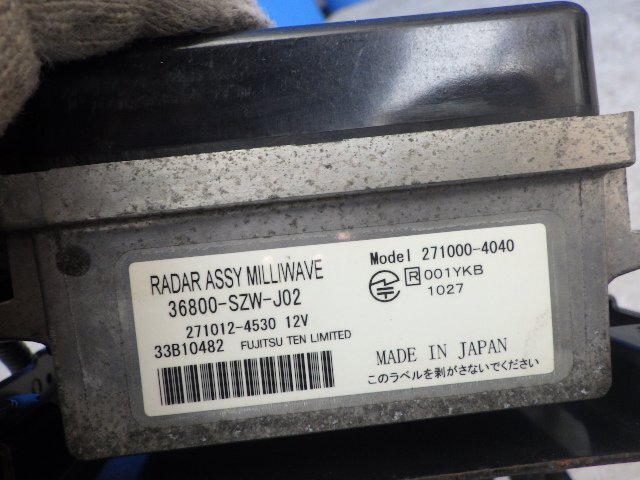 RADAR ASSY MILLIWAVE
36800-SZW-J02
271012-4530 12V
33B10482 FUJITSU TEN LIMITED
Model 271000-4040
R 001YKB
1027
MADE IN JAPAN
このラベルを剥がさないでください